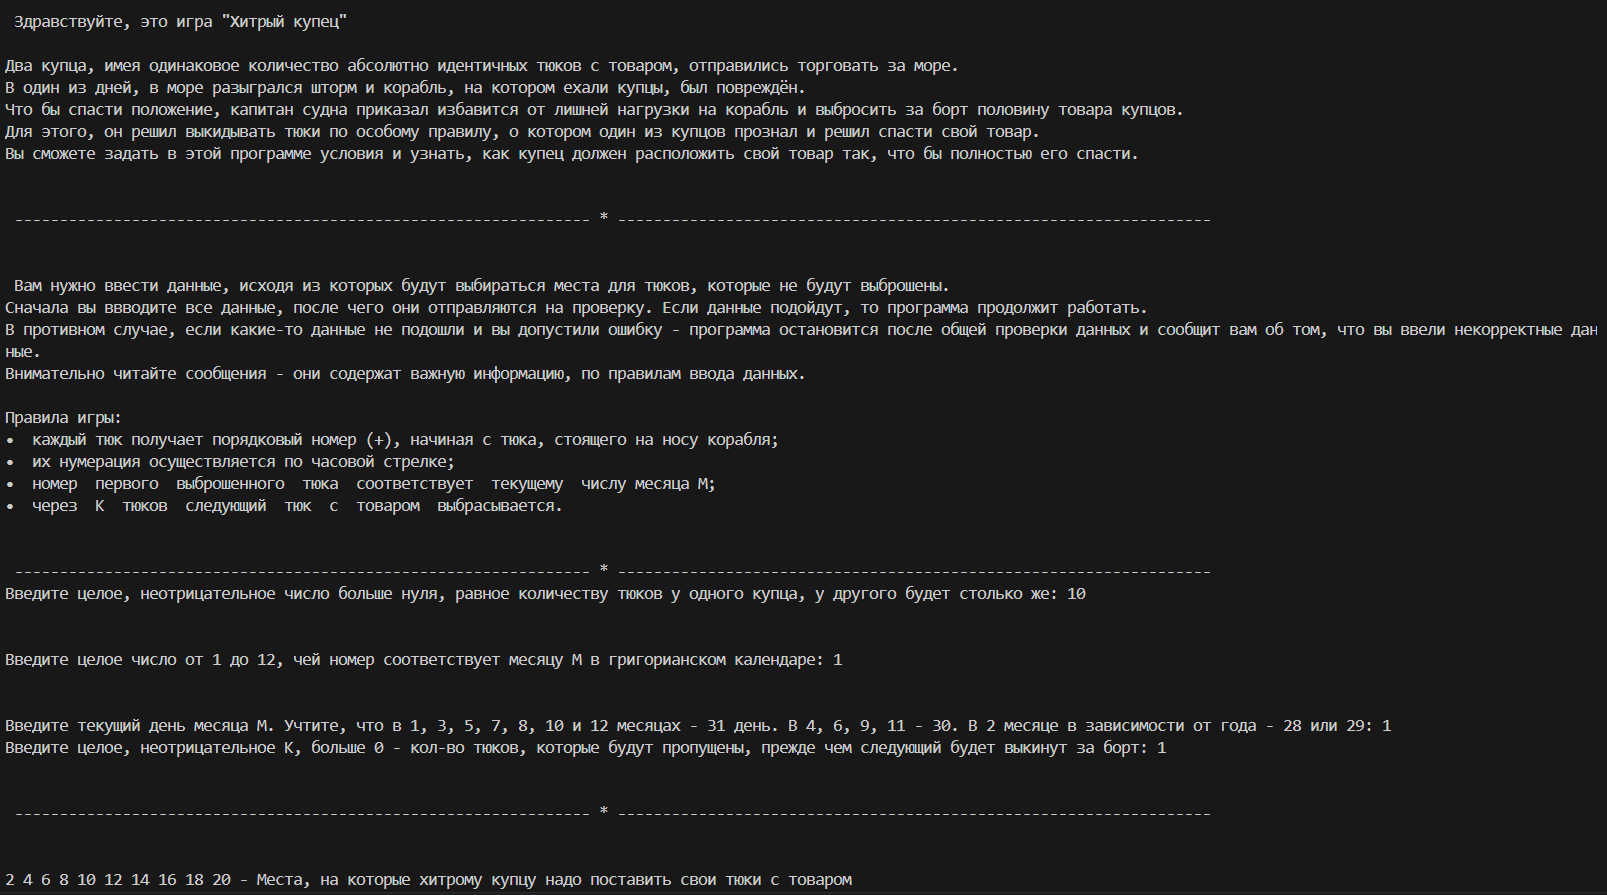 Здравствуйте, это игра "Хитрый купец"
Два купца, имея одинаковое количество абсолютно идентичных тюков с товаром, отправились торговать за море.
В один из дней, в море разыгрался шторм и корабль, на котором ехали купцы, был повреждён.
Что бы спасти положение, капитан судна приказал избавится от лишней нагрузки на корабль и выбросить за борт половину товара купцов.
Для этого, он решил выкидывать тюки по особому правилу, о котором один из купцов прознал и решил спасти свой товар.
Вы сможете задать в этой программе условия и узнать, как купец должен расположить свой товар так, что бы полностью его спасти.
---------------------------------------------------------------- * ------------------------------------------------------------------
Вам нужно ввести данные, исходя из которых будут выбираться места для тюков, которые не будут выброшены.
Сначала вы ввводите все данные, после чего они отправляются на проверку. Если данные подойдут, то программа продолжит работать.
В противном случае, если какие-то данные не подошли и вы допустили ошибку - программа остановится после общей проверки данных и сообщит вам об том, что вы ввели некорректные дан
ные.
Внимательно читайте сообщения - они содержат важную информацию, по правилам ввода данных.
Правила игры:
•  каждый тюк получает порядковый номер (+), начиная с тюка, стоящего на носу корабля;
•  их нумерация осуществляется по часовой стрелке;
•  номер  первого  выброшенного  тюка  соответствует  текущему  числу месяца М;
•  через  К  тюков  следующий  тюк  с  товаром  выбрасывается.
---------------------------------------------------------------- * ------------------------------------------------------------------
Введите целое, неотрицательное число больше нуля, равное количеству тюков у одного купца, у другого будет столько же: 10
Введите целое число от 1 до 12, чей номер соответствует месяцу М в григорианском календаре: 1
Введите текущий день месяца М. Учтите, что в 1, 3, 5, 7, 8, 10 и 12 месяцах - 31 день. В 4, 6, 9, 11 - 30. В 2 месяце в зависимости от года - 28 или 29: 1
Введите целое, неотрицательное К, больше 0 - кол-во тюков, которые будут пропущены, прежде чем следующий будет выкинут за борт: 1
---------------------------------------------------------------- * ------------------------------------------------------------------
2 4 6 8 10 12 14 16 18 20 - Места, на которые хитрому купцу надо поставить свои тюки с товаром